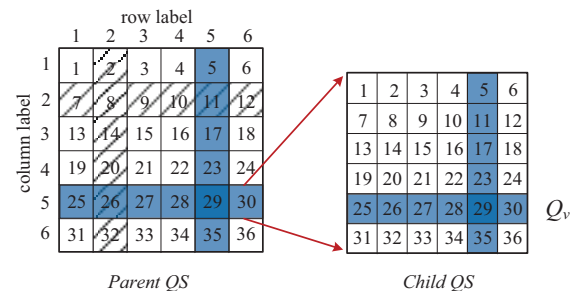 row label
1 2 3 4 5 6
column label
1 1 2 3 4 5 6
2 7 8 9 10 11 12
3 13 14 15 16 17 18
4 19 20 21 22 23 24
5 25 26 27 28 29 30
6 31 32 33 34 35 36
Parent QS
1 2 3 4 5 6
7 8 9 10 11 12
13 14 15 16 17 18
19 20 21 22 23 24
25 26 27 28 29 30
31 32 33 34 35 36
Q_v
Child QS